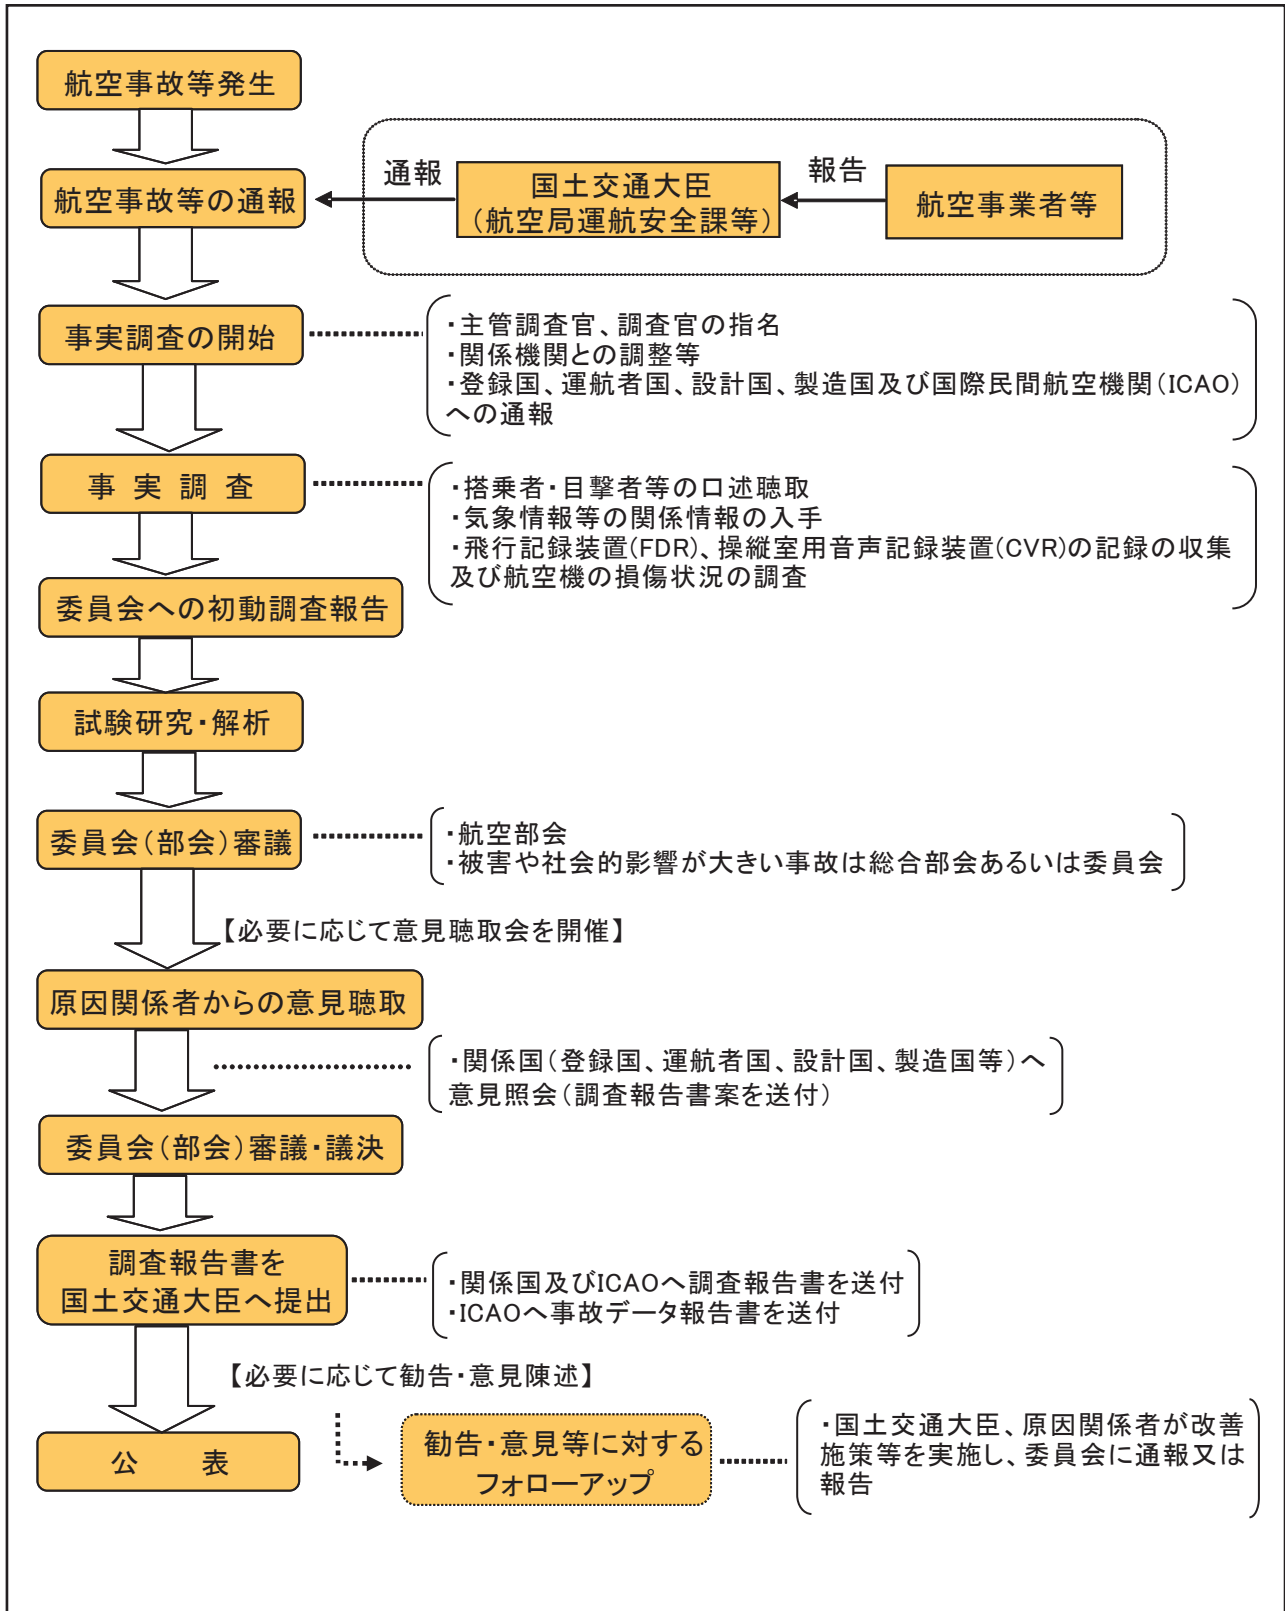 航空事故等発生
通報
国土交通大臣
(航空局運航安全課等)
報告
航空事業者等
航空事故等の通報
事実調査の開始
・主管調査官、調査官の指名
・関係機関との調整等
・登録国、運航者国、設計国、製造国及び国際民間航空機関(ICAO)
への通報
事 実 調 査
・搭乗者・目撃者等の口述聴取
・気象情報等の関係情報の入手
・飛行記録装置(FDR)、操縦室用音声記録装置(CVR)の記録の収集
及び航空機の損傷状況の調査
委員会への初動調査報告
試験研究・解析
委員会(部会)審議
・航空部会
・被害や社会的影響が大きい事故は総合部会あるいは委員会
【必要に応じて意見聴取会を開催】
原因関係者からの意見聴取
・関係国(登録国、運航者国、設計国、製造国等)へ
意見照会(調査報告書案を送付)
委員会(部会)審議・議決
調査報告書を
国土交通大臣へ提出
・関係国及びICAOへ調査報告書を送付
・ICAOへ事故データ報告書を送付
【必要に応じて勧告・意見陳述】
公　表
勧告・意見等に対する
フォローアップ
・国土交通大臣、原因関係者が改善
施策等を実施し、委員会に通報又は
報告